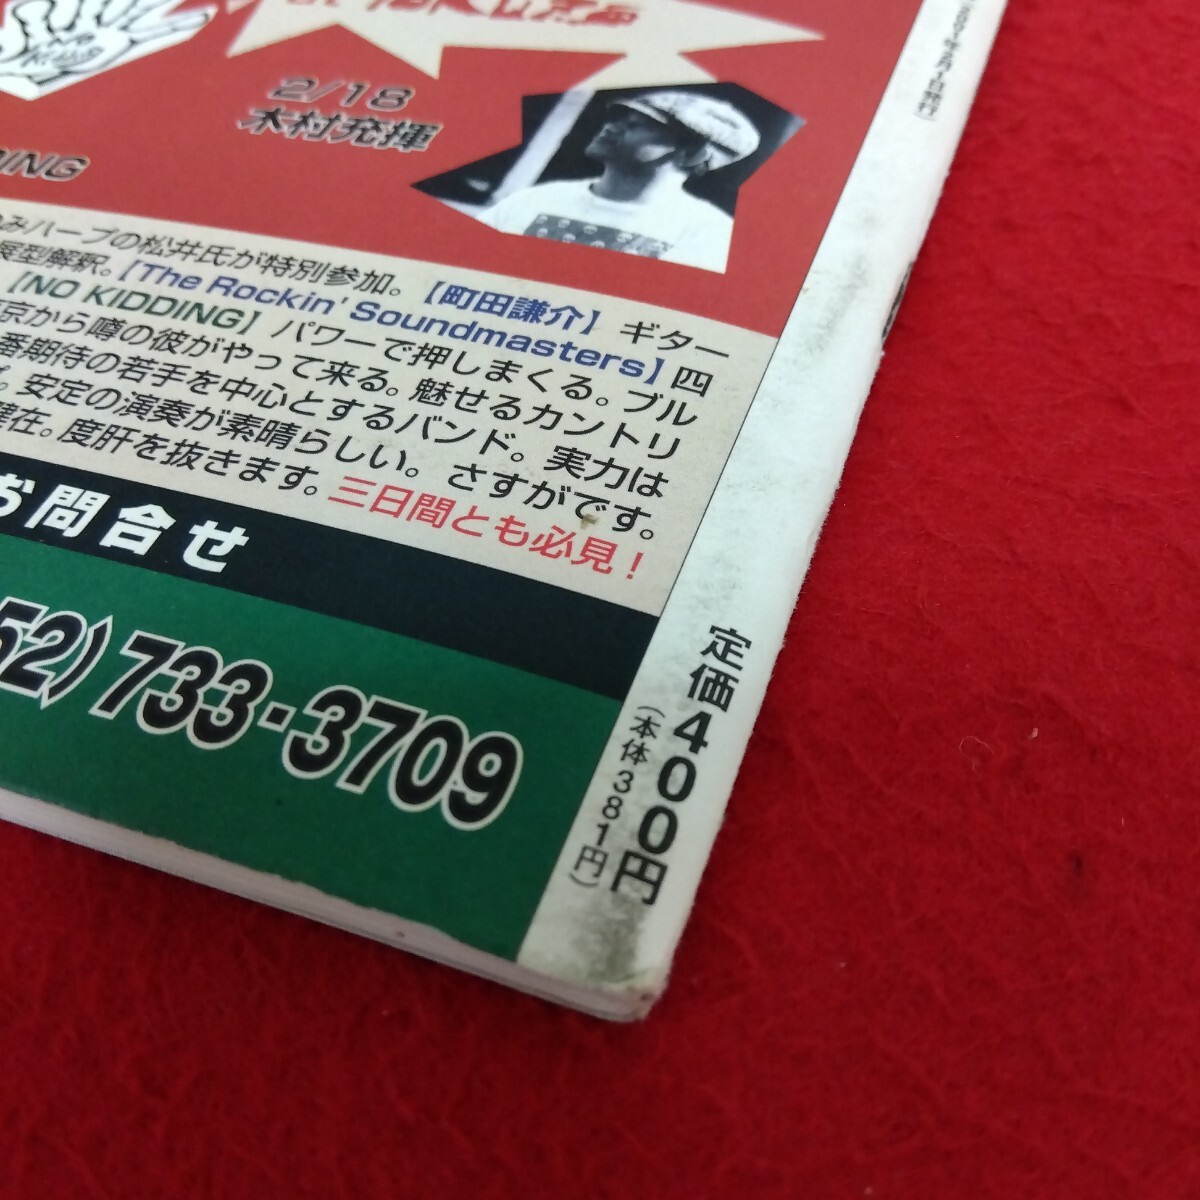 2/18
木村充揮
DING
みハープの松井氏が特別参加。【町田謙介】ギター
展型解釈。【The Rockin' Soundmasters】四
【NO KIDDING】パワーで押しまくる。ブル
京から噂の彼がやって来る。魅せるカントリ
番期待の若手を中心とするバンド。実力は
。安定の演奏が素晴らしい。さすがです。
健在。度肝を抜きます。三日間とも必見！
お問合せ
52)733-3709
定価400円
(本体381円)